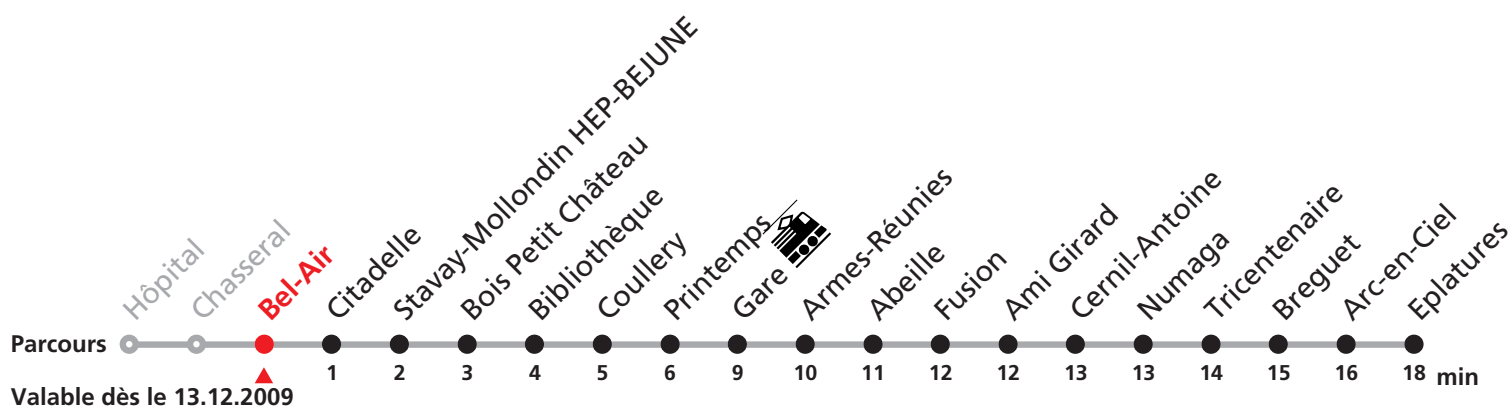 Hôpital
Chasseral
Bel-Air
Citadelle
Stavay-Mollondin HEP-BEJUNE
Bois Petit Château
Bibliothèque
Coullery
Printemps
Gare
Armes-Réunies
Abeille
Fusion
Ami Girard
Cernil-Antoine
Numaga
Tricentenaire
Breguet
Arc-en-Ciel
Eplatures
Parcours
1 2 3 4 5 6 9 10 11 12 12 13 13 14 15 16 18 min
Valable dès le 13.12.2009